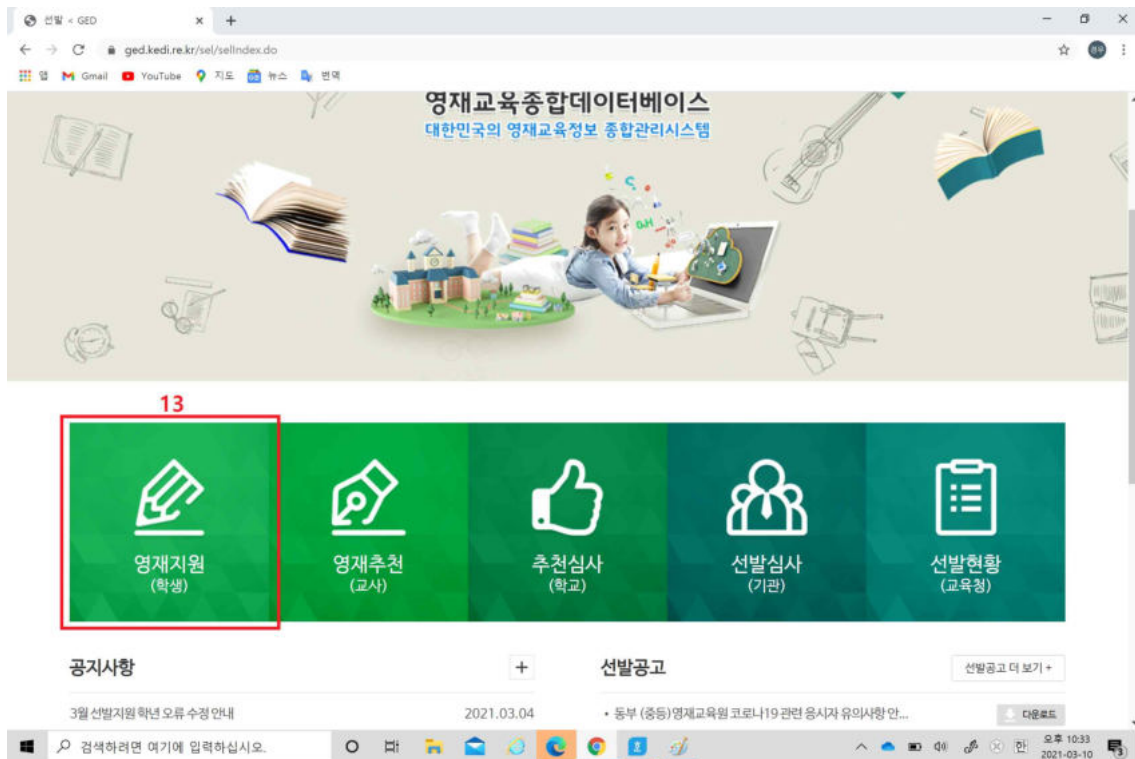 선발 < GED
ged.kedi.re.kr/sel/selIndex.do
앱 Gmail YouTube 지도 뉴스 번역
영재교육종합데이터베이스
대한민국의 영재교육정보 종합관리시스템
13
영재지원
(학생)
영재추천
(교사)
추천심사
(학교)
선발심사
(기관)
선발현황
(교육청)
공지사항 +
3월 선발지원 학년 오류 수정 안내 2021.03.04
선발공고 선발공고 더 보기 +
• 동부 (중등)영재교육원 코로나19 관련 응시자 유의사항 안... 다운로드
검색하려면 여기에 입력하십시오.
한
오후 10:33
2021-03-10